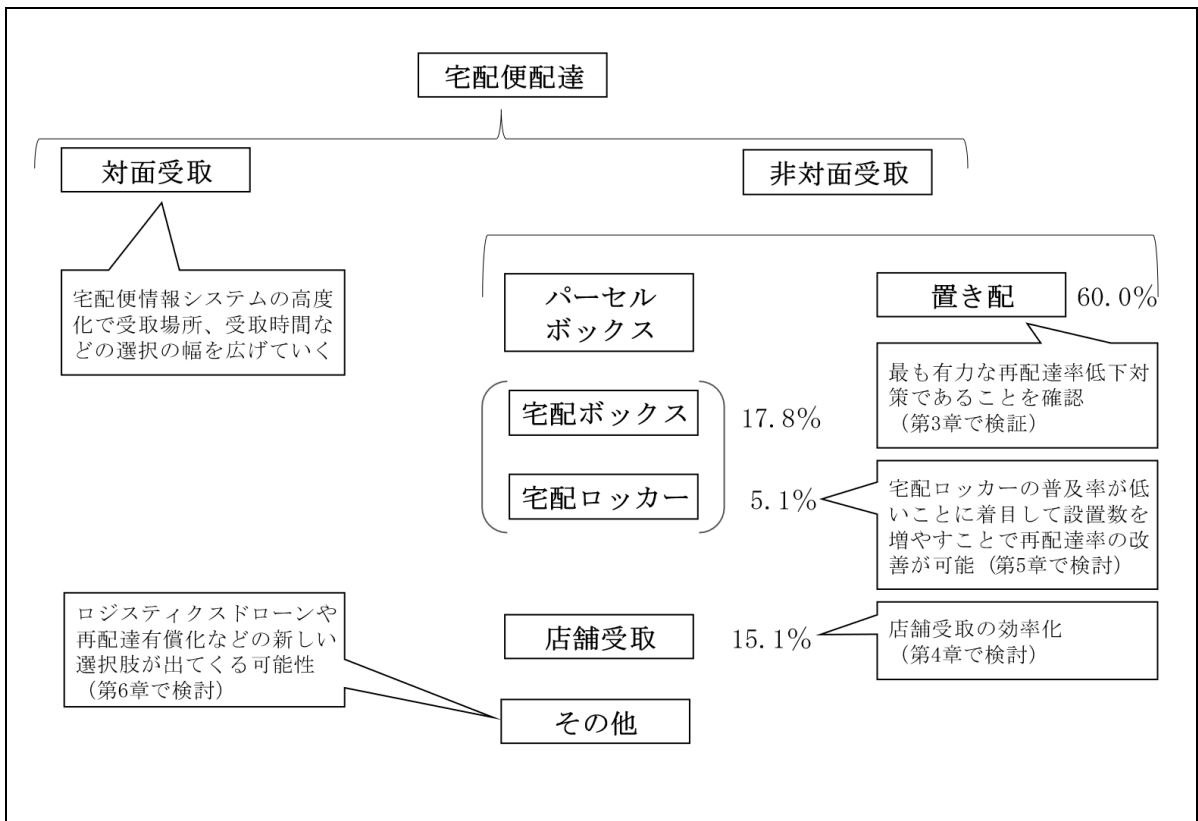 宅配便配達
対面受取
非対面受取
宅配便情報システムの高度
化で受取場所、受取時間な
どの選択の幅を広げていく
パーセル
ボックス
置き配
60.0%
最も有力な再配達率低下対
策であることを確認
（第3章で検証）
宅配ボックス
17.8%
宅配ロッカー
5.1%
宅配ロッカーの普及率が低
いことに着目して設置数を
増やすことで再配達率の改
善が可能（第5章で検討）
ロジスティクスドローンや
再配達有償化などの新しい
選択肢が出てくる可能性
（第6章で検討）
店舗受取
15.1%
店舗受取の効率化
（第4章で検討）
その他